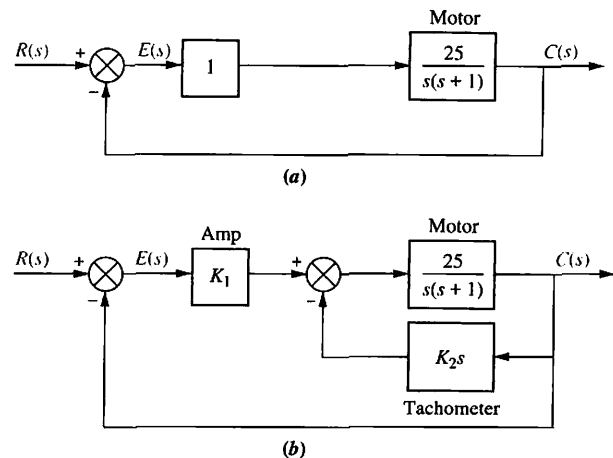 Motor
R(s) + E(s) 1 25 C(s)
s(s + 1)
−
(a)
Amp Motor
R(s) + E(s) K₁ + 25 C(s)
s(s + 1)
− −
K₂s
Tachometer
(b)